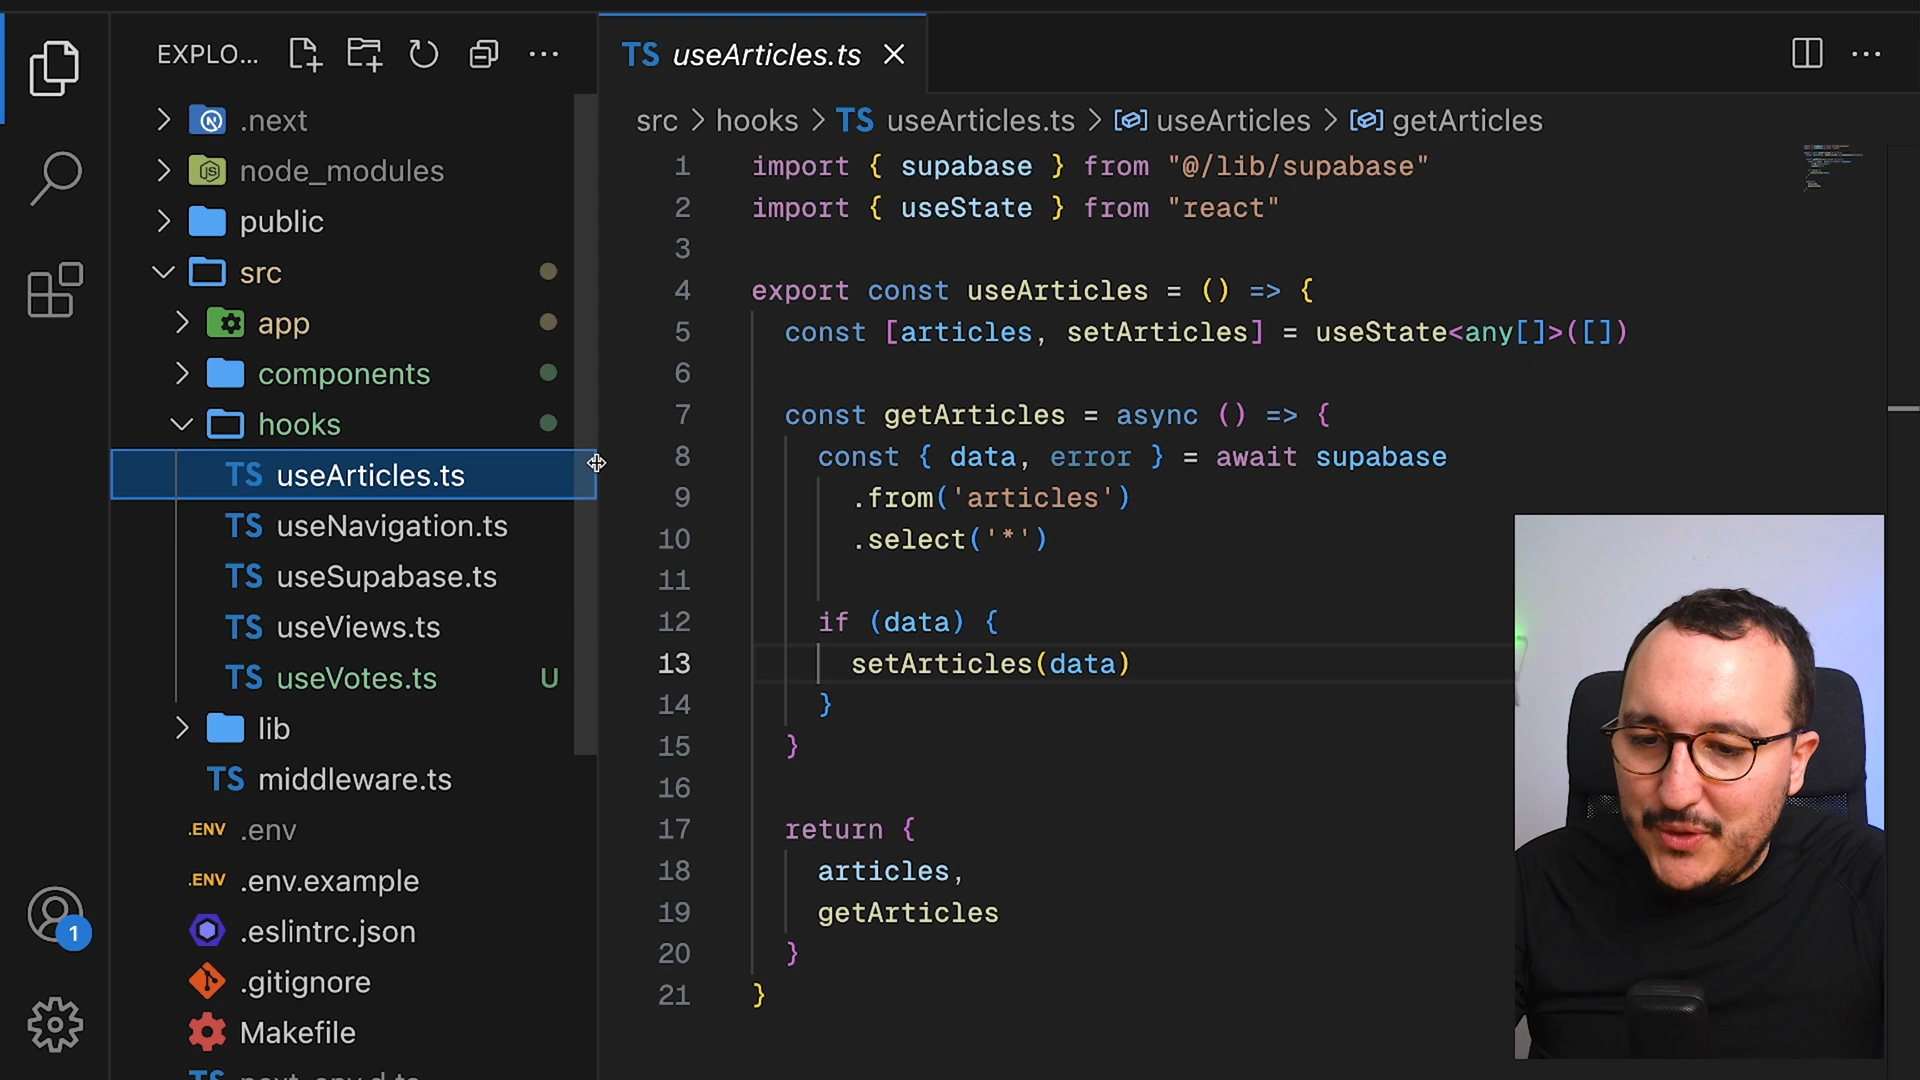 EXPLO...
.next
node_modules
public
src
app
components
hooks
TS useArticles.ts
TS useNavigation.ts
TS useSupabase.ts
TS useViews.ts
TS useVotes.ts U
lib
TS middleware.ts
.ENV .env
.ENV .env.example
.eslintrc.json
.gitignore
Makefile
1
TS useArticles.ts
src > hooks > TS useArticles.ts > useArticles > getArticles
1 import { supabase } from "@/lib/supabase"
2 import { useState } from "react"
3
4 export const useArticles = () => {
5 const [articles, setArticles] = useState<any[]>([])
6
7 const getArticles = async () => {
8 const { data, error } = await supabase
9 .from('articles')
10 .select('*')
11
12 if (data) {
13 setArticles(data)
14 }
15 }
16
17 return {
18 articles,
19 getArticles
20 }
21 }